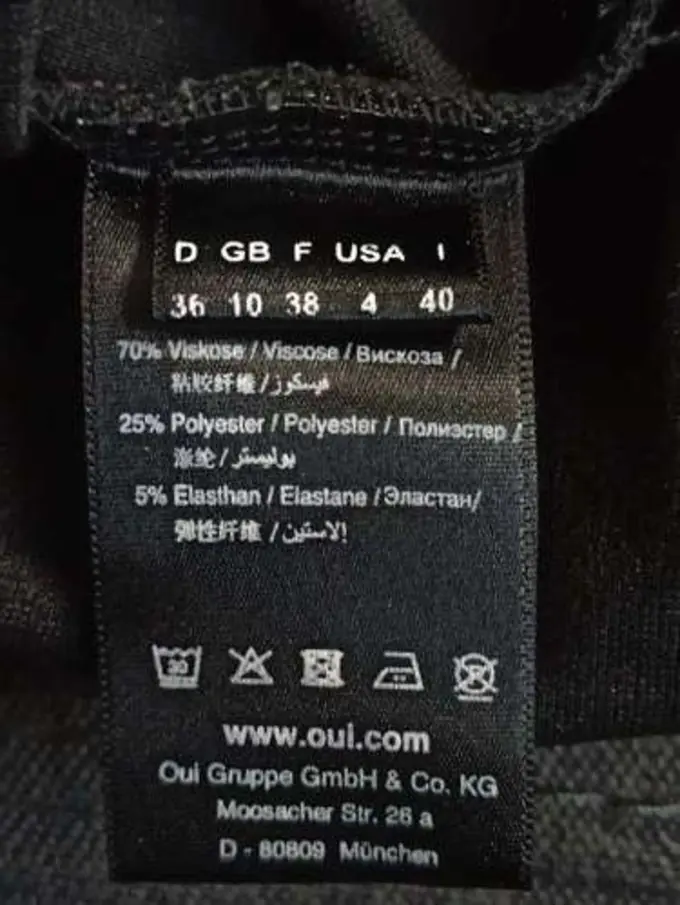 D GB F USA I
36 10 38 4 40
70% Viskose / Viscose / Вискоза /
粘胶纤维 / فيسكوز
25% Polyester / Polyester / Полиэстер /
涤纶 / بوليستر
5% Elasthan / Elastane / Эластан/
弹性纤维 / الاستين!
30
www.oui.com
Oui Gruppe GmbH & Co. KG
Moosacher Str. 26 a
D - 80809 München